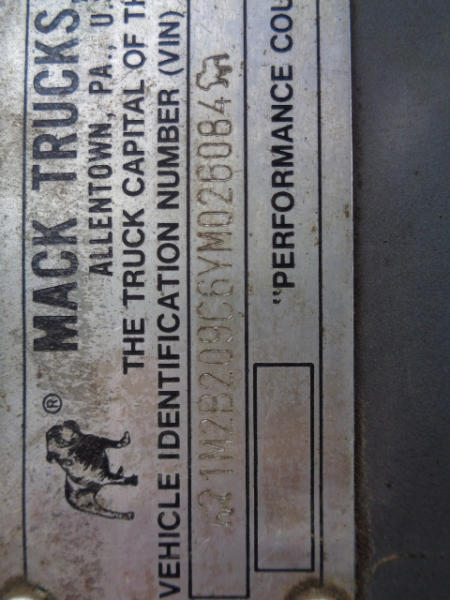 MACK TRUCKS
ALLENTOWN, PA., U.S
THE TRUCK CAPITAL OF TH
VEHICLE IDENTIFICATION NUMBER (VIN)
1M2B209C6YM026084
"PERFORMANCE COU
®